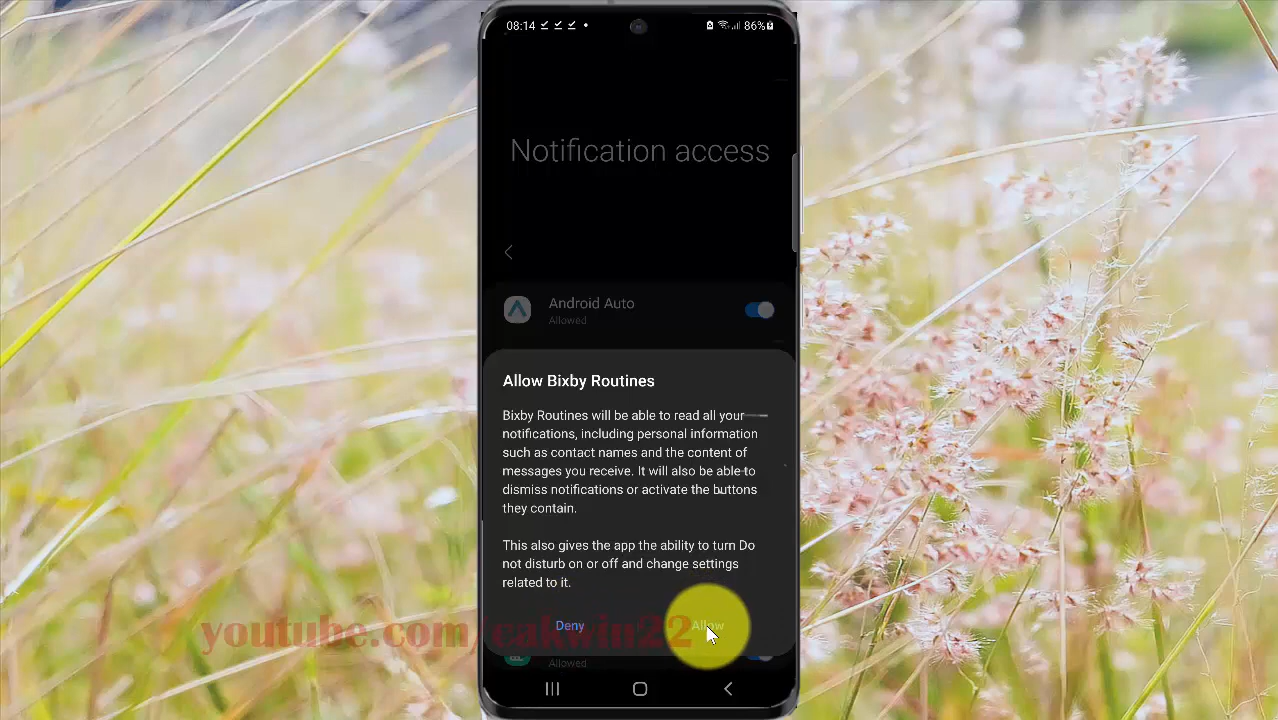 08:14
86%
Notification access
Android Auto
Allowed
Allow Bixby Routines
Bixby Routines will be able to read all your
notifications, including personal information
such as contact names and the content of
messages you receive. It will also be able to
dismiss notifications or activate the buttons
they contain.
This also gives the app the ability to turn Do
not disturb on or off and change settings
related to it.
Deny
Allow
youtube.com/cakwin22
Allowed